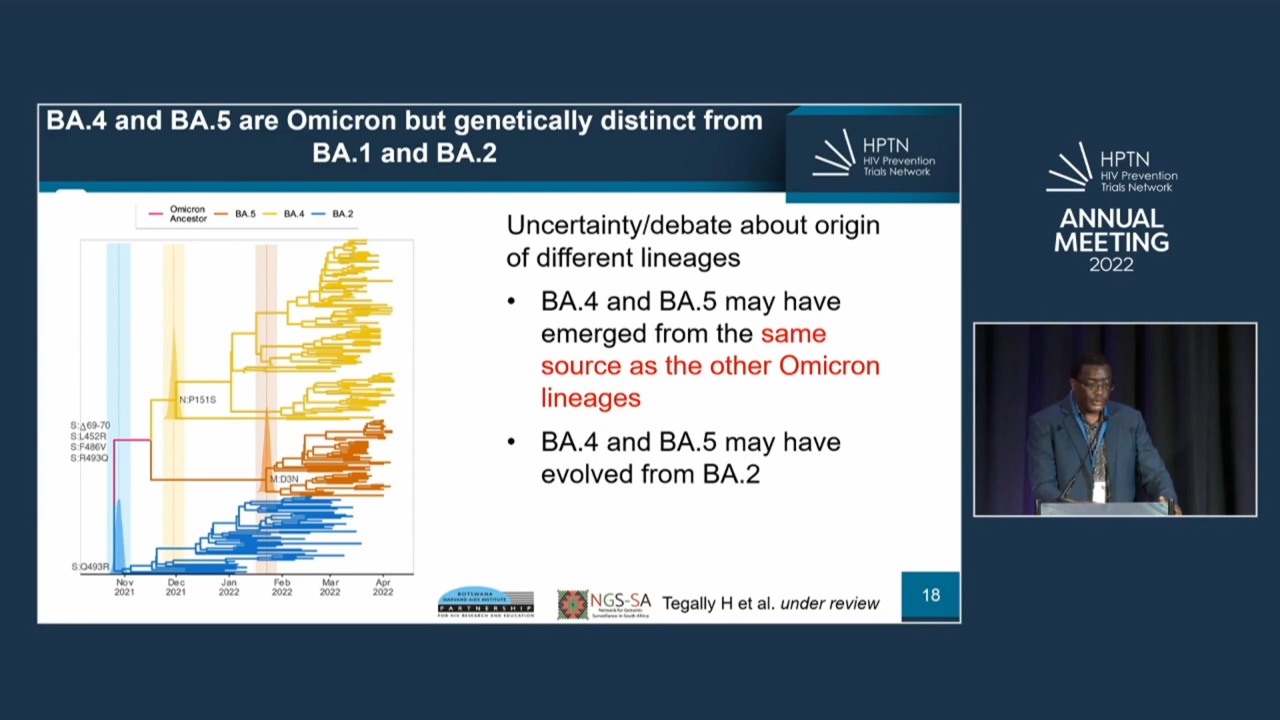 BA.4 and BA.5 are Omicron but genetically distinct from
BA.1 and BA.2
HPTN
HIV Prevention
Trials Network
Omicron
Ancestor
BA.5
BA.4
BA.2
N:P151S
S:Δ69-70
S:L452R
S:F486V
S:R493Q
M:D3N
S:Q493R
Nov
2021
Dec
2021
Jan
2022
Feb
2022
Mar
2022
Apr
2022
Uncertainty/debate about origin
of different lineages
• BA.4 and BA.5 may have
emerged from the same
source as the other Omicron
lineages
• BA.4 and BA.5 may have
evolved from BA.2
BOTSWANA
HARVARD AIDS INSTITUTE
PARTNERSHIP
FOR HIV RESEARCH AND EDUCATION
NGS-SA
Network for Genomic
Surveillance in South Africa
Tegally H et al. under review
18
HPTN
HIV Prevention
Trials Network
ANNUAL
MEETING
2022